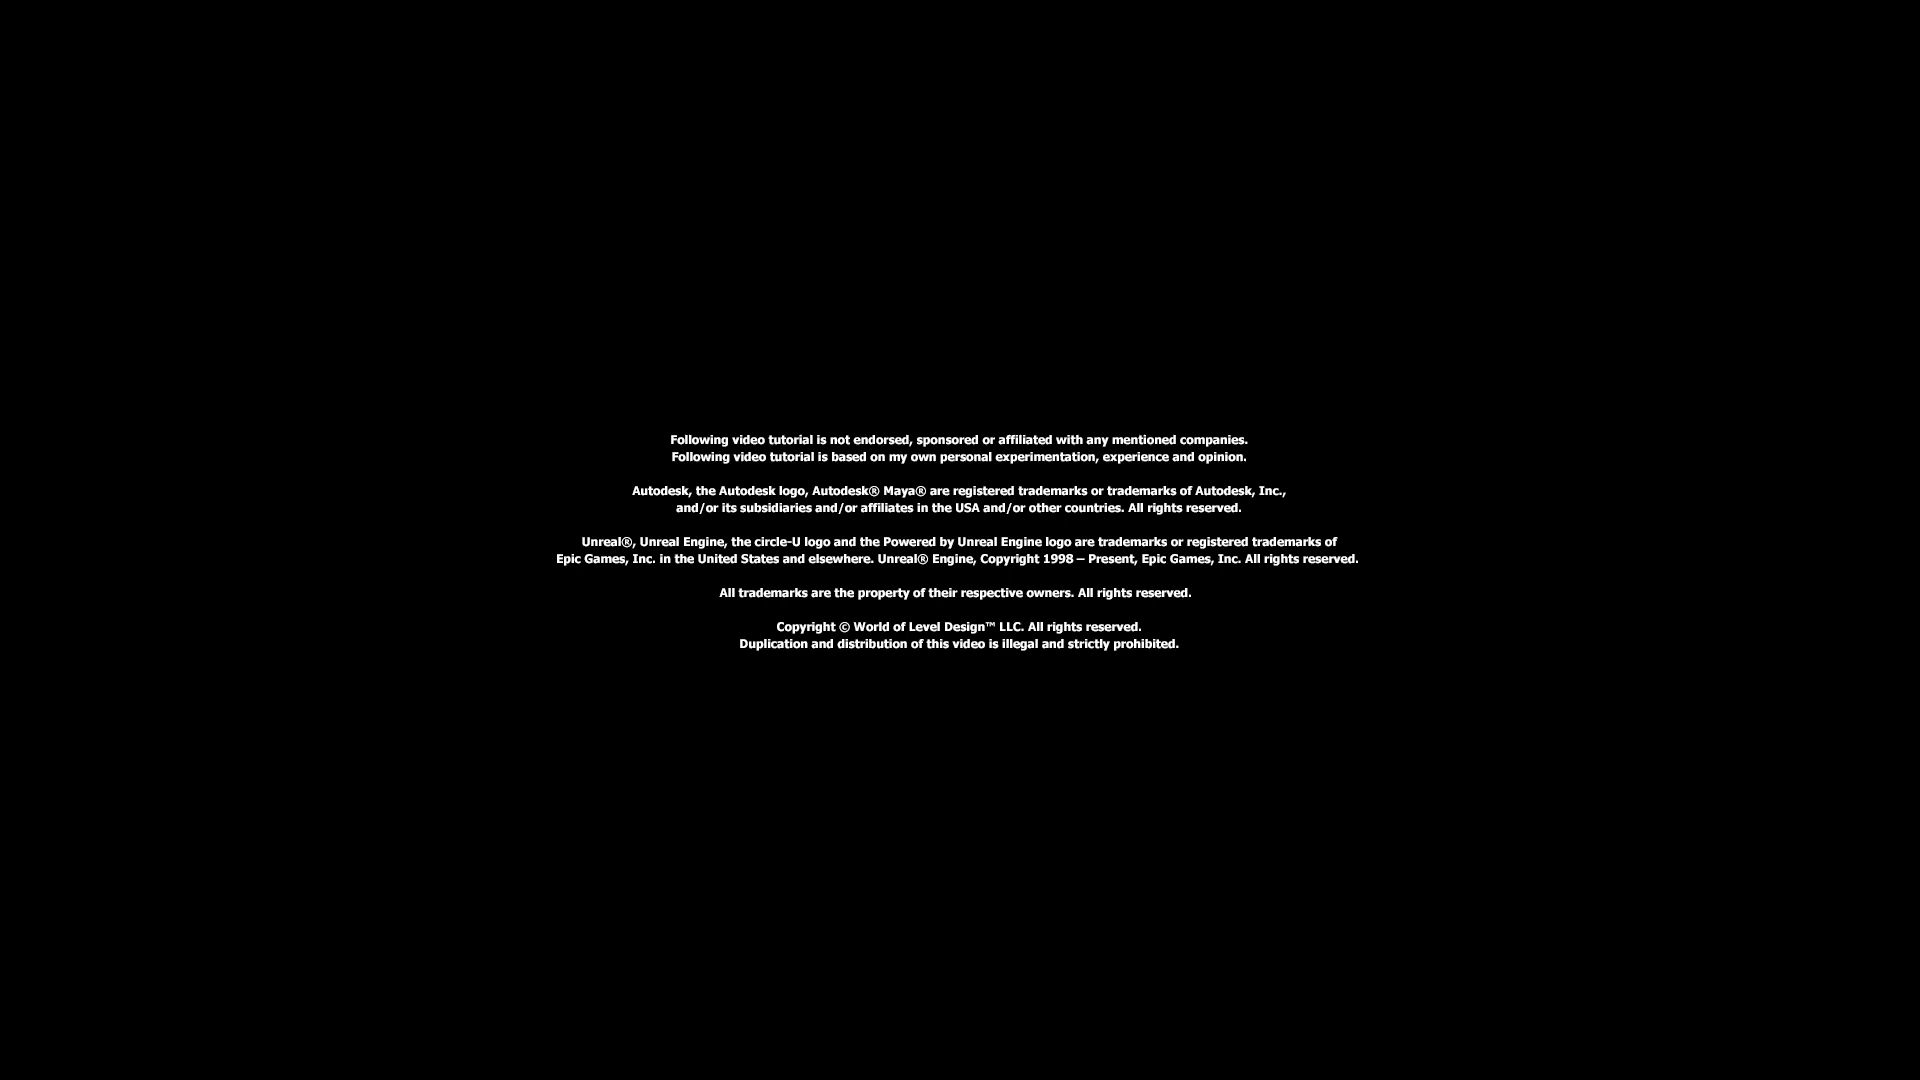 Following video tutorial is not endorsed, sponsored or affiliated with any mentioned companies.
Following video tutorial is based on my own personal experimentation, experience and opinion.
Autodesk, the Autodesk logo, Autodesk® Maya® are registered trademarks or trademarks of Autodesk, Inc.,
and/or its subsidiaries and/or affiliates in the USA and/or other countries. All rights reserved.
Unreal®, Unreal Engine, the circle-U logo and the Powered by Unreal Engine logo are trademarks or registered trademarks of
Epic Games, Inc. in the United States and elsewhere. Unreal® Engine, Copyright 1998 – Present, Epic Games, Inc. All rights reserved.
All trademarks are the property of their respective owners. All rights reserved.
Copyright © World of Level Design™ LLC. All rights reserved.
Duplication and distribution of this video is illegal and strictly prohibited.